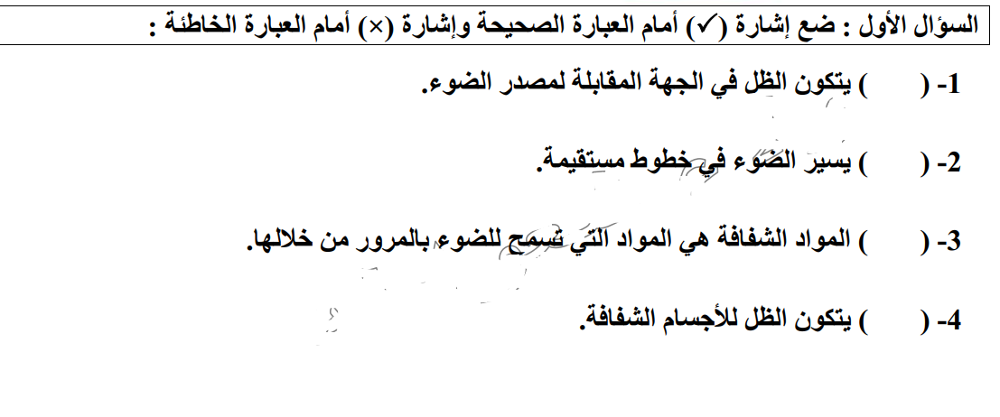 السؤال الأول : ضع إشارة (✓) أمام العبارة الصحيحة وإشارة (×) أمام العبارة الخاطئة :
1- ( ) يتكون الظل في الجهة المقابلة لمصدر الضوء.
2- ( ) يسير الضوء في خطوط مستقيمة.
3- ( ) المواد الشفافة هي المواد التي تسمح للضوء بالمرور من خلالها.
4- ( ) يتكون الظل للأجسام الشفافة.